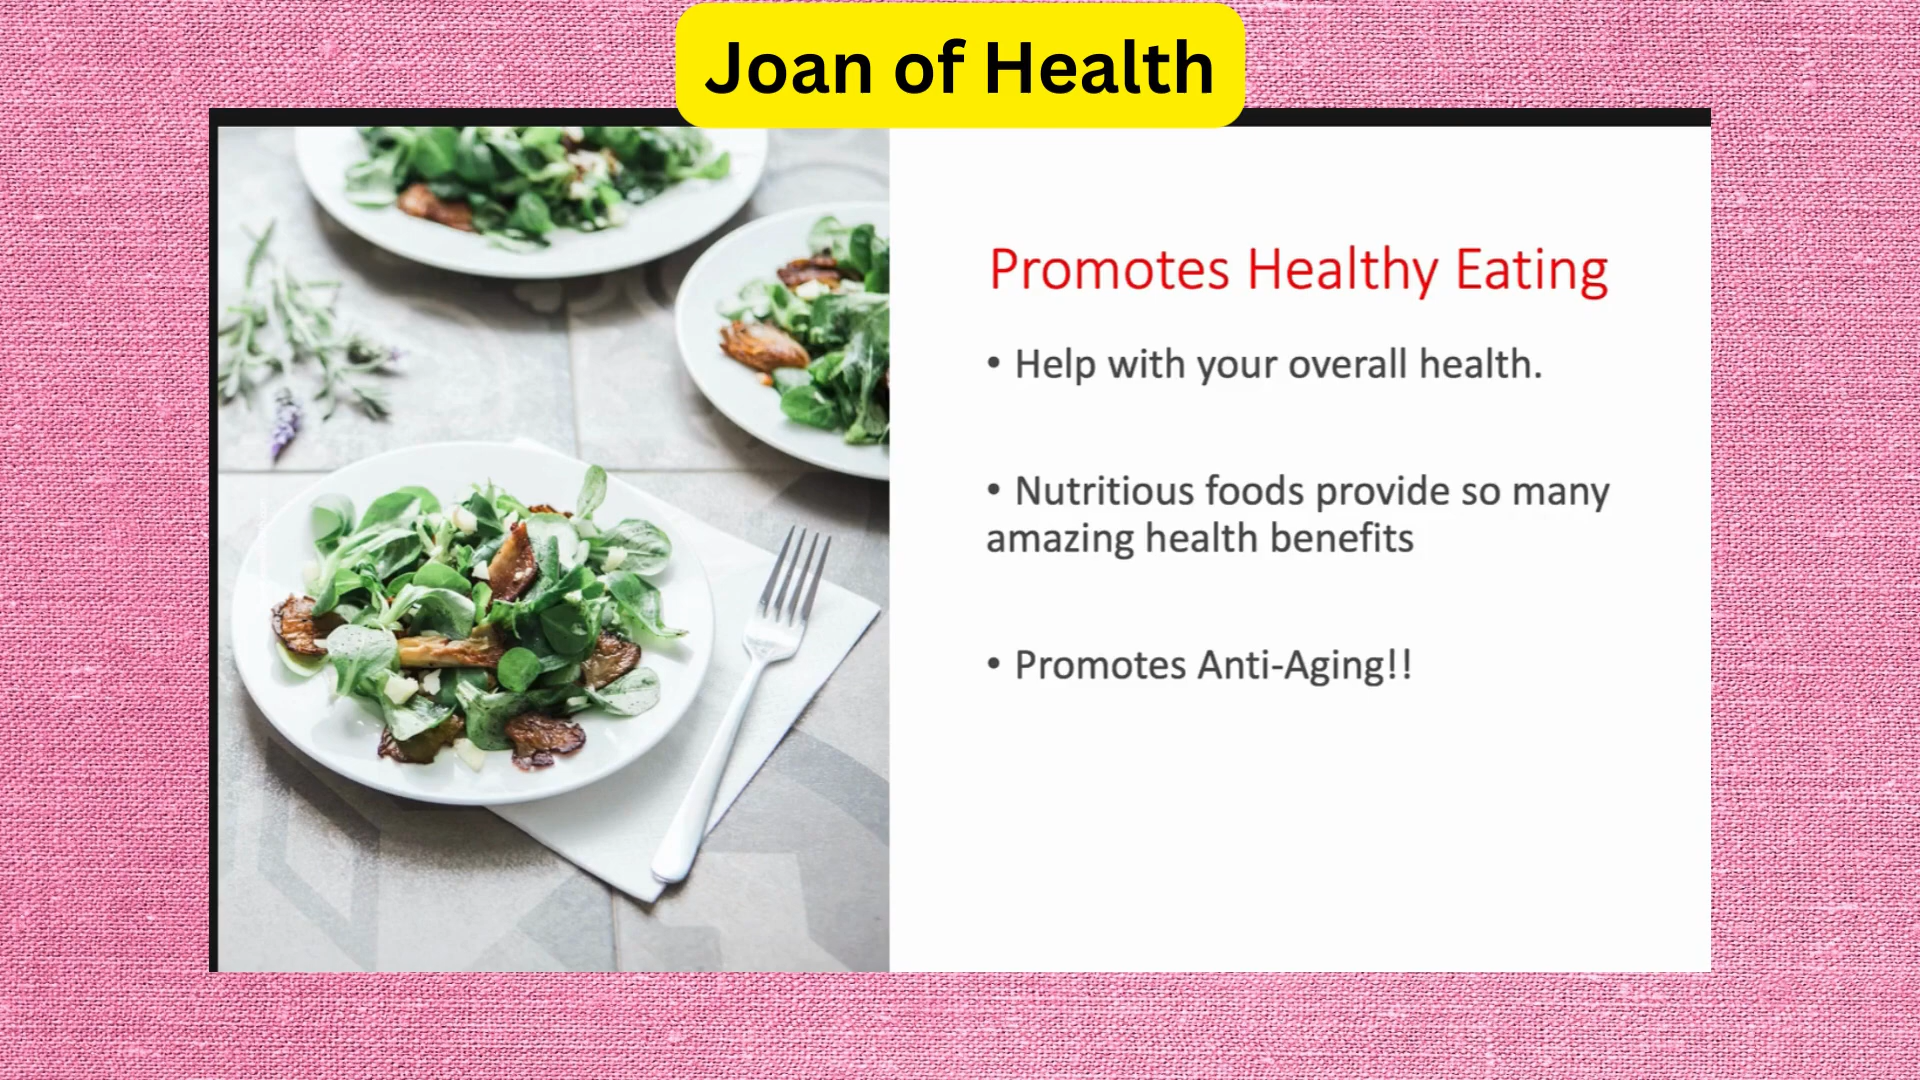 Joan of Health
Promotes Healthy Eating
• Help with your overall health.
• Nutritious foods provide so many
amazing health benefits
• Promotes Anti-Aging!!